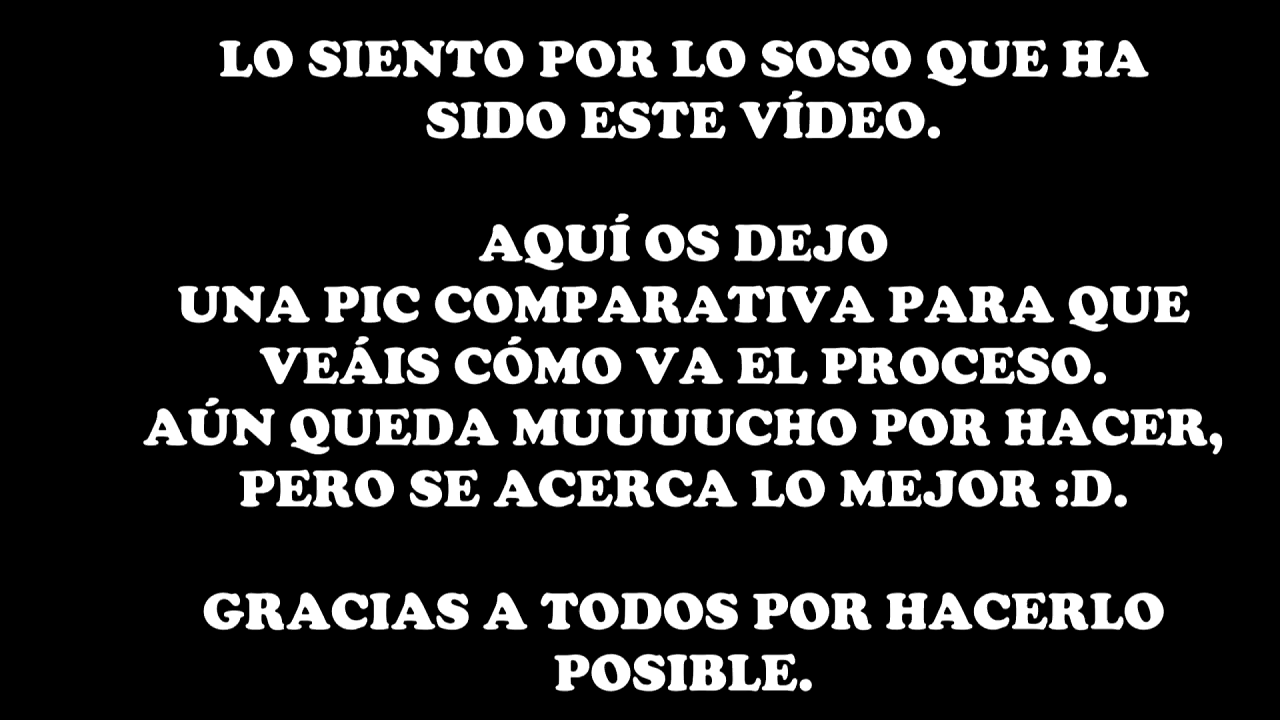 LO SIENTO POR LO SOSO QUE HA
SIDO ESTE VÍDEO.
AQUÍ OS DEJO
UNA PIC COMPARATIVA PARA QUE
VEÁIS CÓMO VA EL PROCESO.
AÚN QUEDA MUUUUCHO POR HACER,
PERO SE ACERCA LO MEJOR :D.
GRACIAS A TODOS POR HACERLO
POSIBLE.